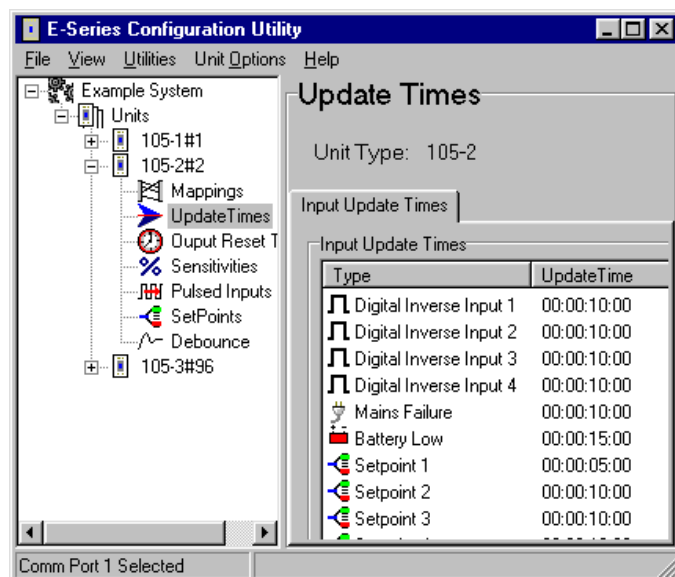 E-Series Configuration Utility
File View Utilities Unit Options Help
Example System
Units
105-1#1
105-2#2
Mappings
UpdateTimes
Ouput Reset T
Sensitivities
Pulsed Inputs
SetPoints
Debounce
105-3#96
Update Times
Unit Type: 105-2
Input Update Times
Input Update Times
Type UpdateTime
Digital Inverse Input 1 00:00:10:00
Digital Inverse Input 2 00:00:10:00
Digital Inverse Input 3 00:00:10:00
Digital Inverse Input 4 00:00:10:00
Mains Failure 00:00:10:00
Battery Low 00:00:15:00
Setpoint 1 00:00:05:00
Setpoint 2 00:00:10:00
Setpoint 3 00:00:10:00
Comm Port 1 Selected